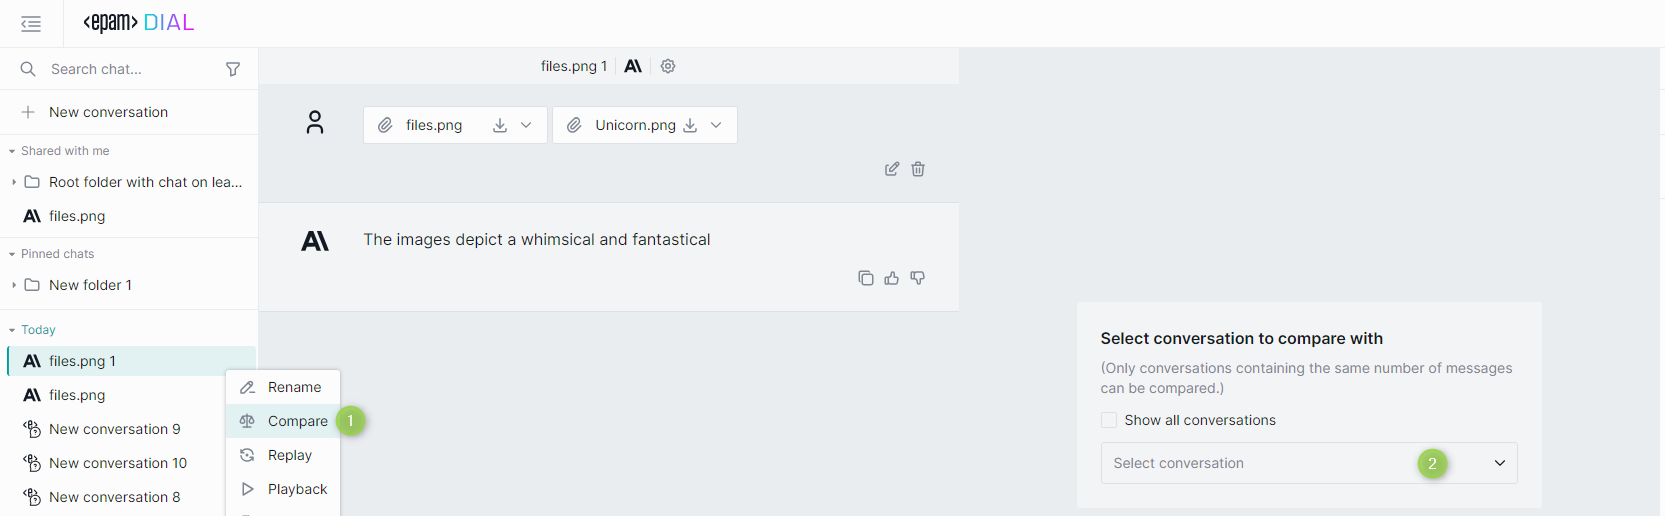 <epam> DIAL
Search chat...
New conversation
Shared with me
Root folder with chat on lea...
files.png
Pinned chats
New folder 1
Today
files.png 1
files.png
New conversation 9
New conversation 10
New conversation 8
Rename
Compare 1
Replay
Playback
files.png 1
files.png
Unicorn.png
The images depict a whimsical and fantastical
Select conversation to compare with
(Only conversations containing the same number of messages
can be compared.)
Show all conversations
Select conversation 2